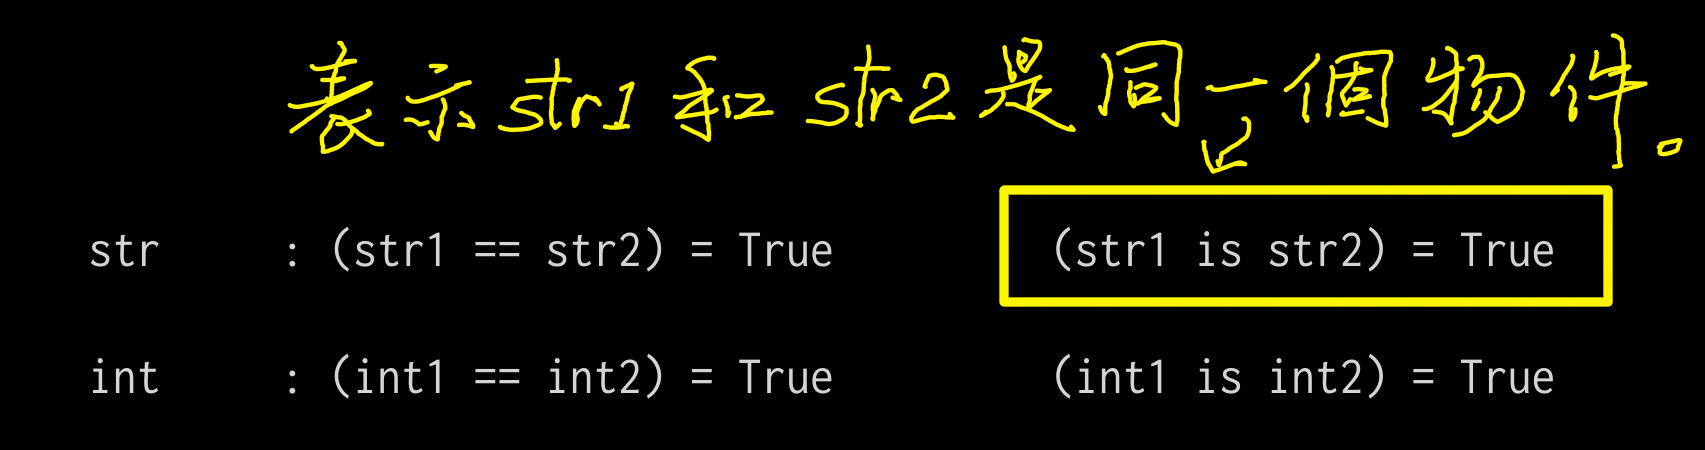 表示str1和str2是同一個物件。
str : (str1 == str2) = True (str1 is str2) = True
int : (int1 == int2) = True (int1 is int2) = True